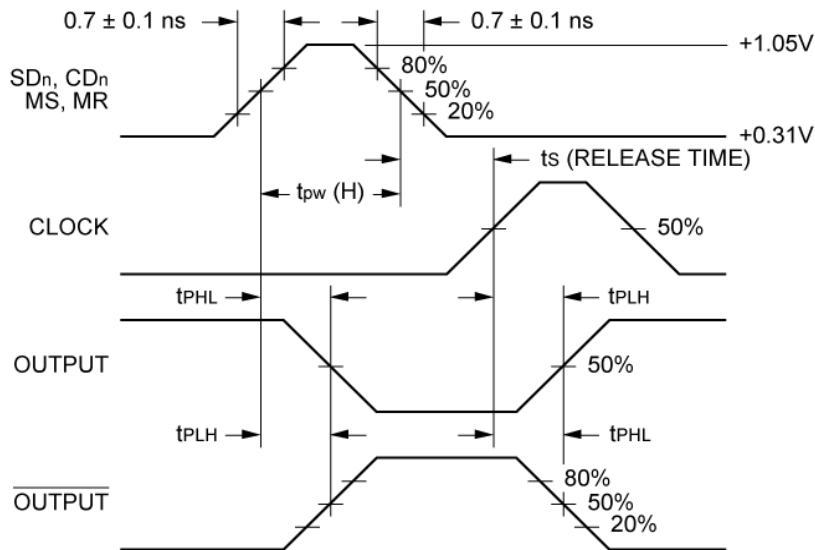 0.7 ± 0.1 ns
0.7 ± 0.1 ns
+1.05V
SDn, CDn
MS, MR
80%
50%
20%
+0.31V
ts (RELEASE TIME)
tpw (H)
CLOCK
50%
tPHL
tPLH
OUTPUT
50%
tPLH
tPHL
OUTPUT
80%
50%
20%